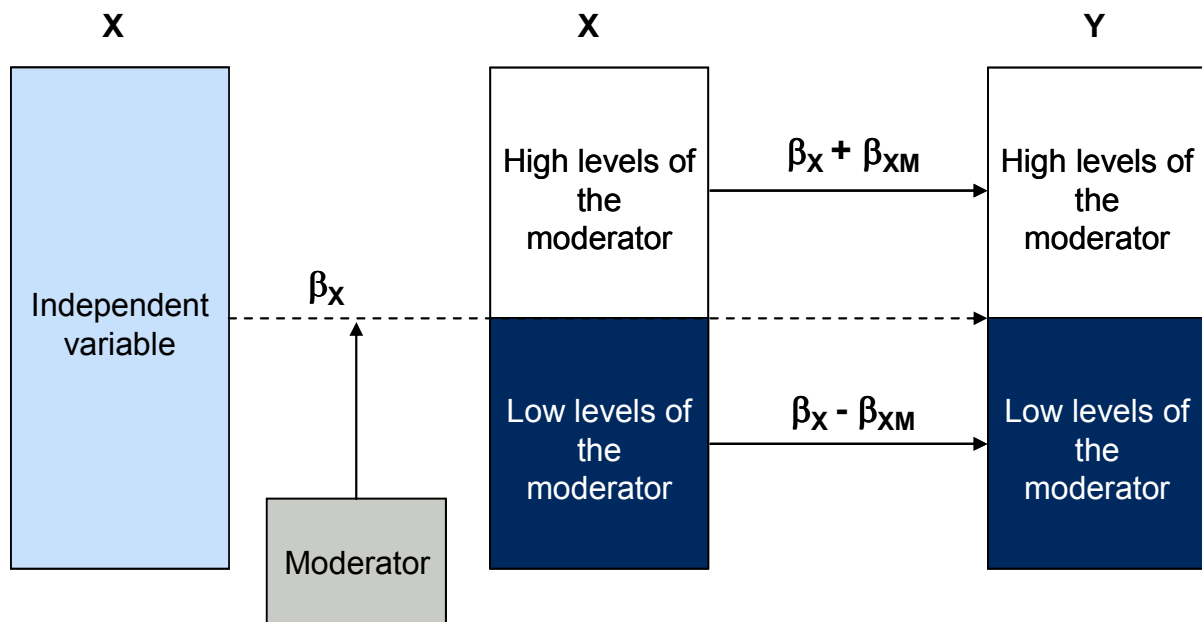 X
X
Y
Independent
variable
βX
Moderator
High levels of
the
moderator
Low levels of
the
moderator
βX + βXM
βX - βXM
High levels of
the
moderator
Low levels of
the
moderator